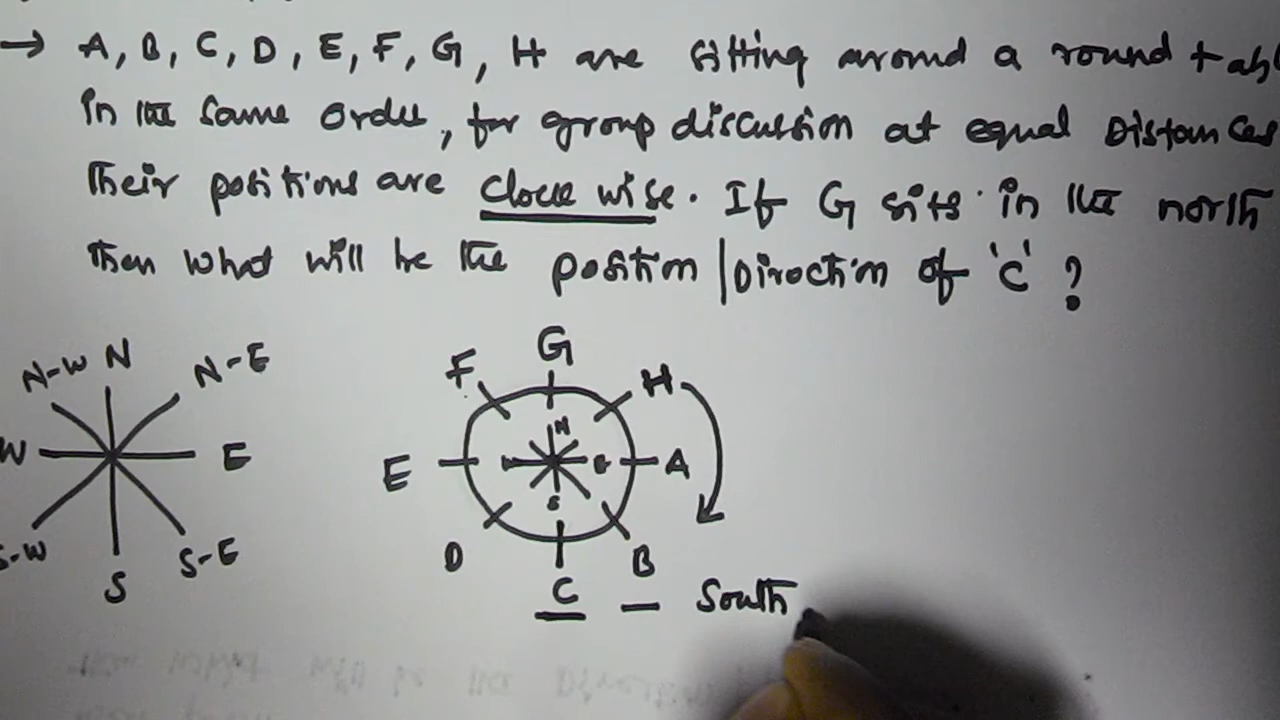 → A, B, C, D, E, F, G, H are sitting around a round tabl
in the same order, for group discussion at equal Distances
Their positions are clock wise. If G sits in the north
then what will be the position/Direction of 'C' ?
N-W N N-E
W E
S-W S S-E
F G H
E N E A
S
D C B
— South